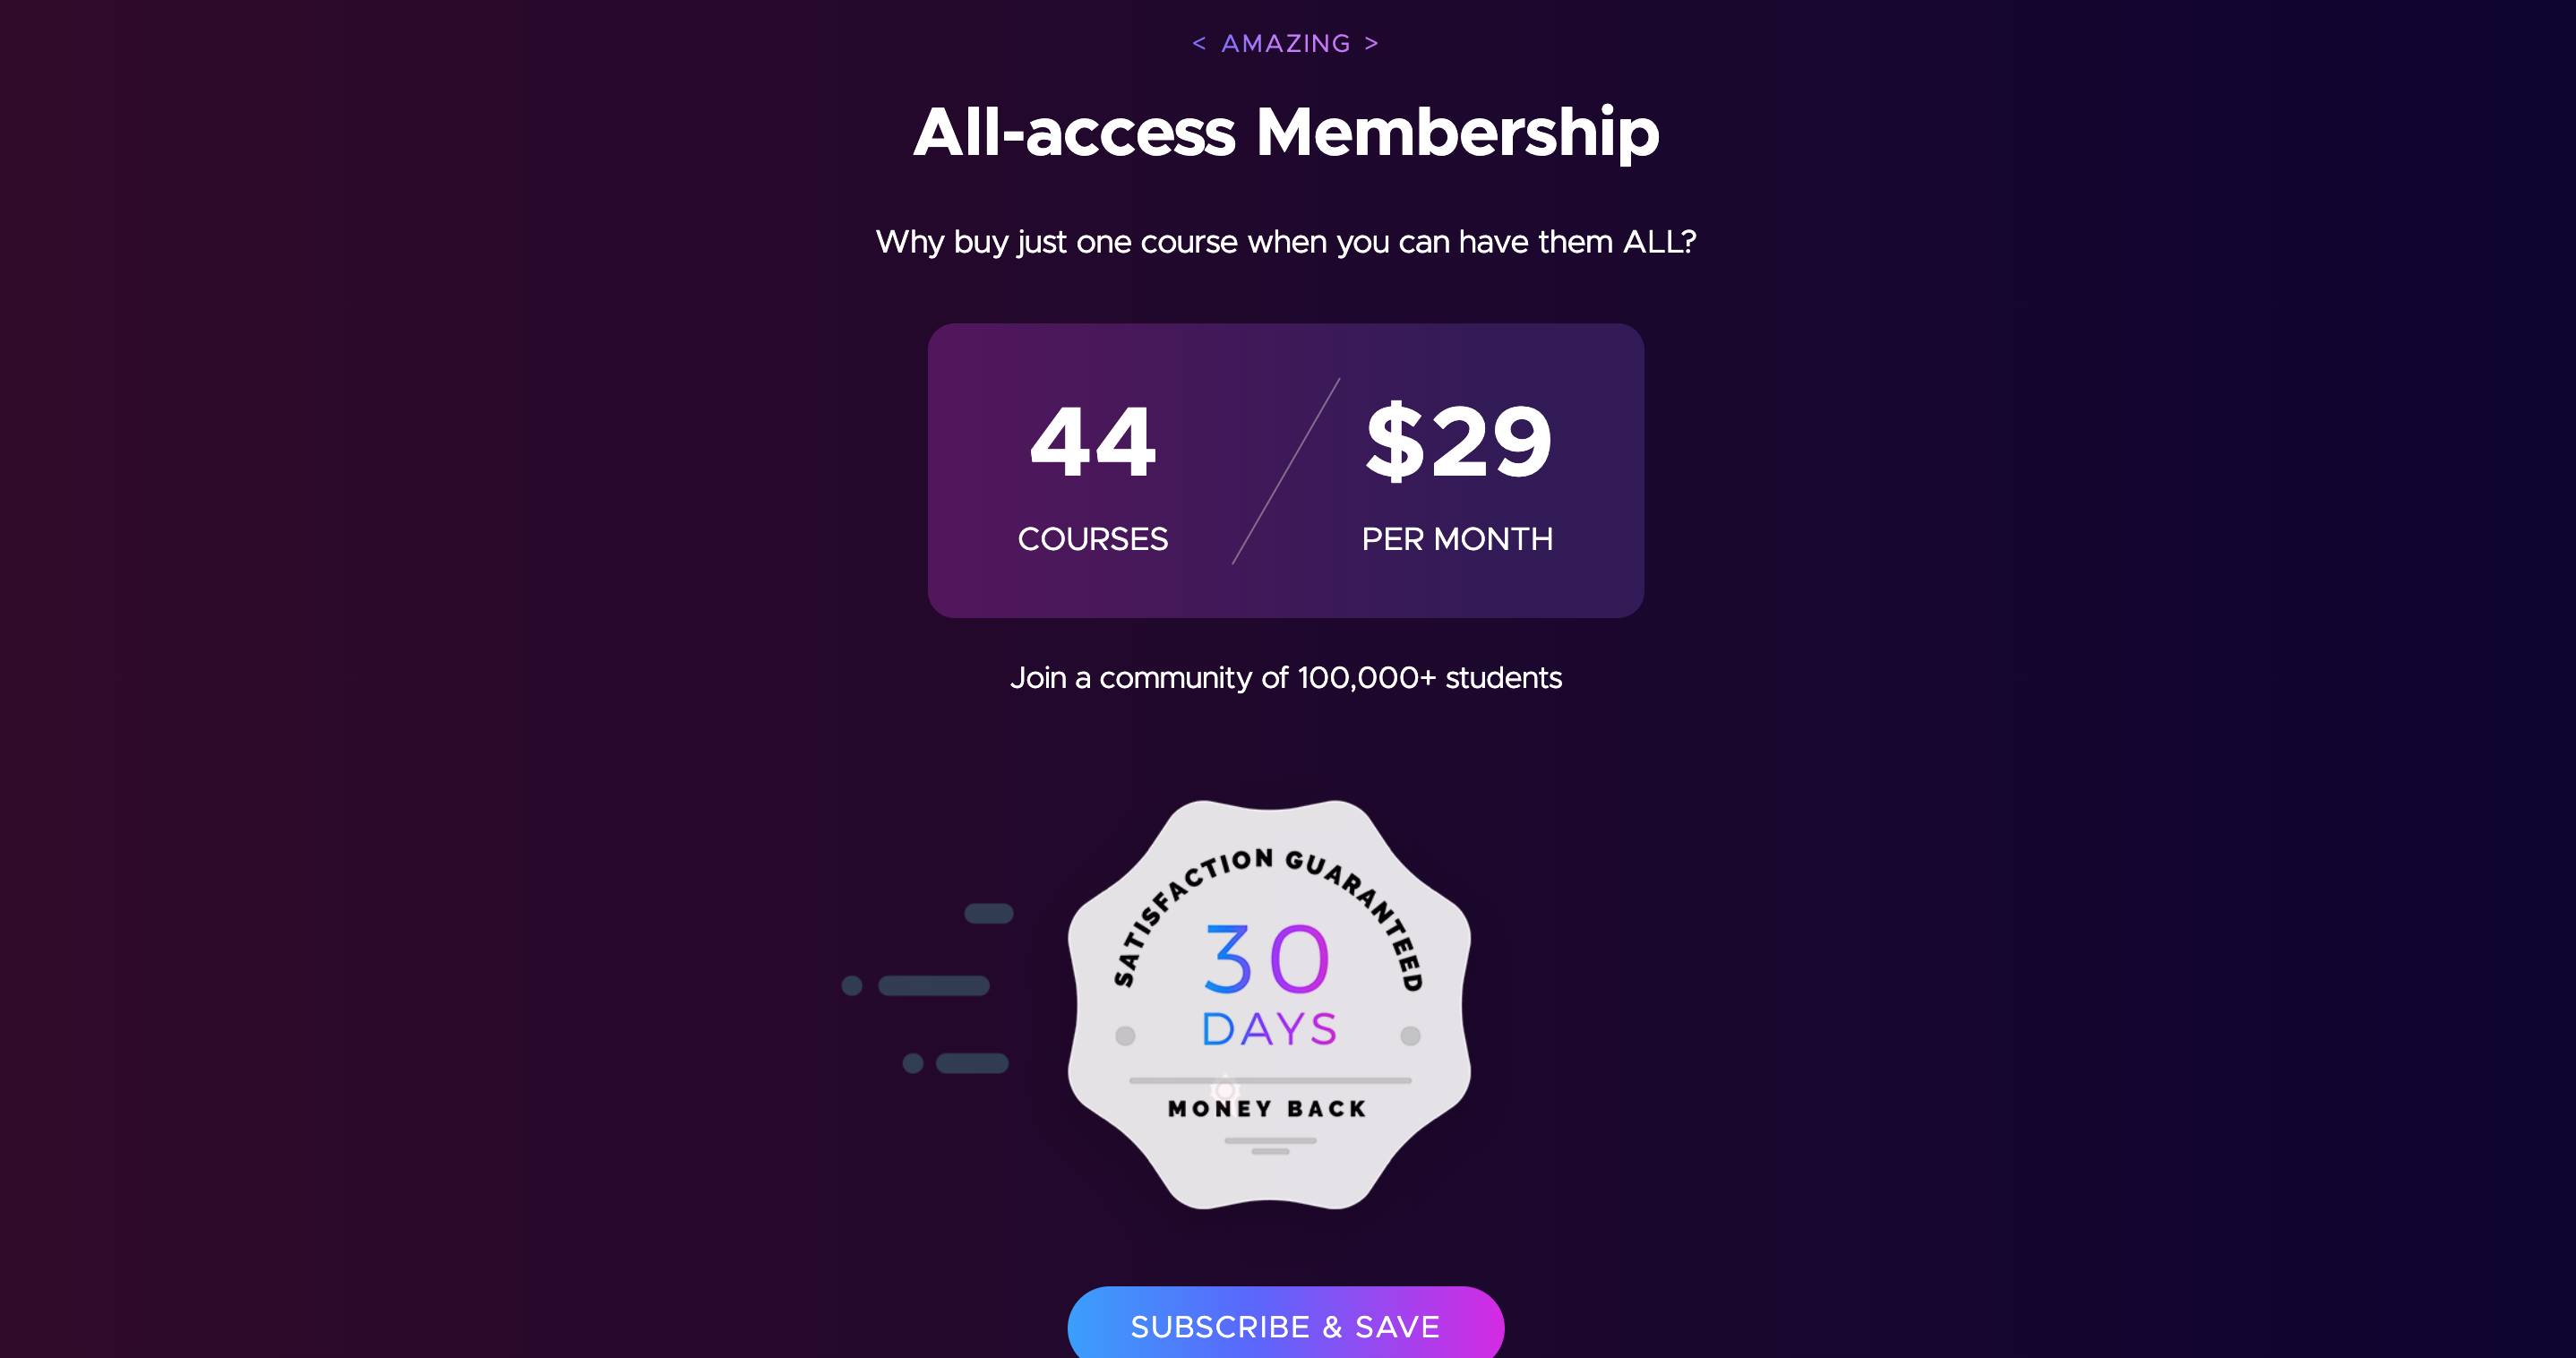 < AMAZING >
All-access Membership
Why buy just one course when you can have them ALL?
44
$29
COURSES
PER MONTH
Join a community of 100,000+ students
SATISFACTION GUARANTEED
30
DAYS
MONEY BACK
SUBSCRIBE & SAVE